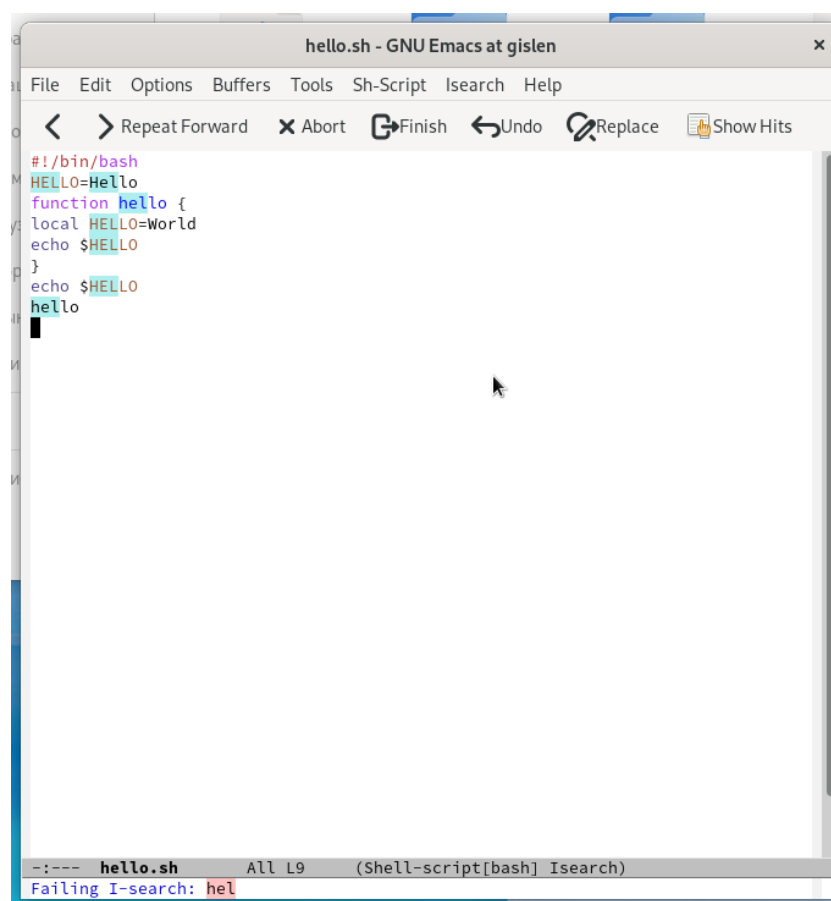 hello.sh - GNU Emacs at gislen ×
File Edit Options Buffers Tools Sh-Script Isearch Help
Repeat Forward Abort Finish Undo Replace Show Hits
#!/bin/bash
HELLO=Hello
function hello {
local HELLO=World
echo $HELLO
}
echo $HELLO
hello
-:--- hello.sh All L9 (Shell-script[bash] Isearch)
Failing I-search: hel